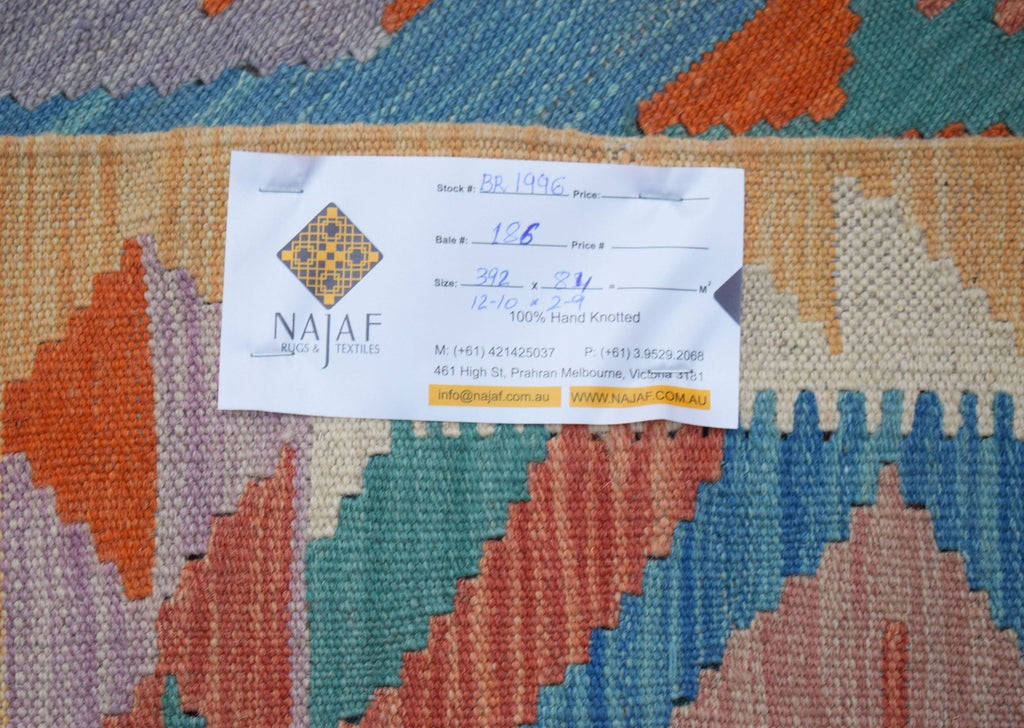 NAJAF
RUGS & TEXTILES
Stock #: BR 1996 Price:
Bale #: 186 Price #
Size: 392 x 84 = M²
12-10 x 2-9
100% Hand Knotted
M: (+61) 421425037 P: (+61) 3.9529.2068
461 High St, Prahran Melbourne, Victoria 3181
info@najaf.com.au WWW.NAJAF.COM.AU